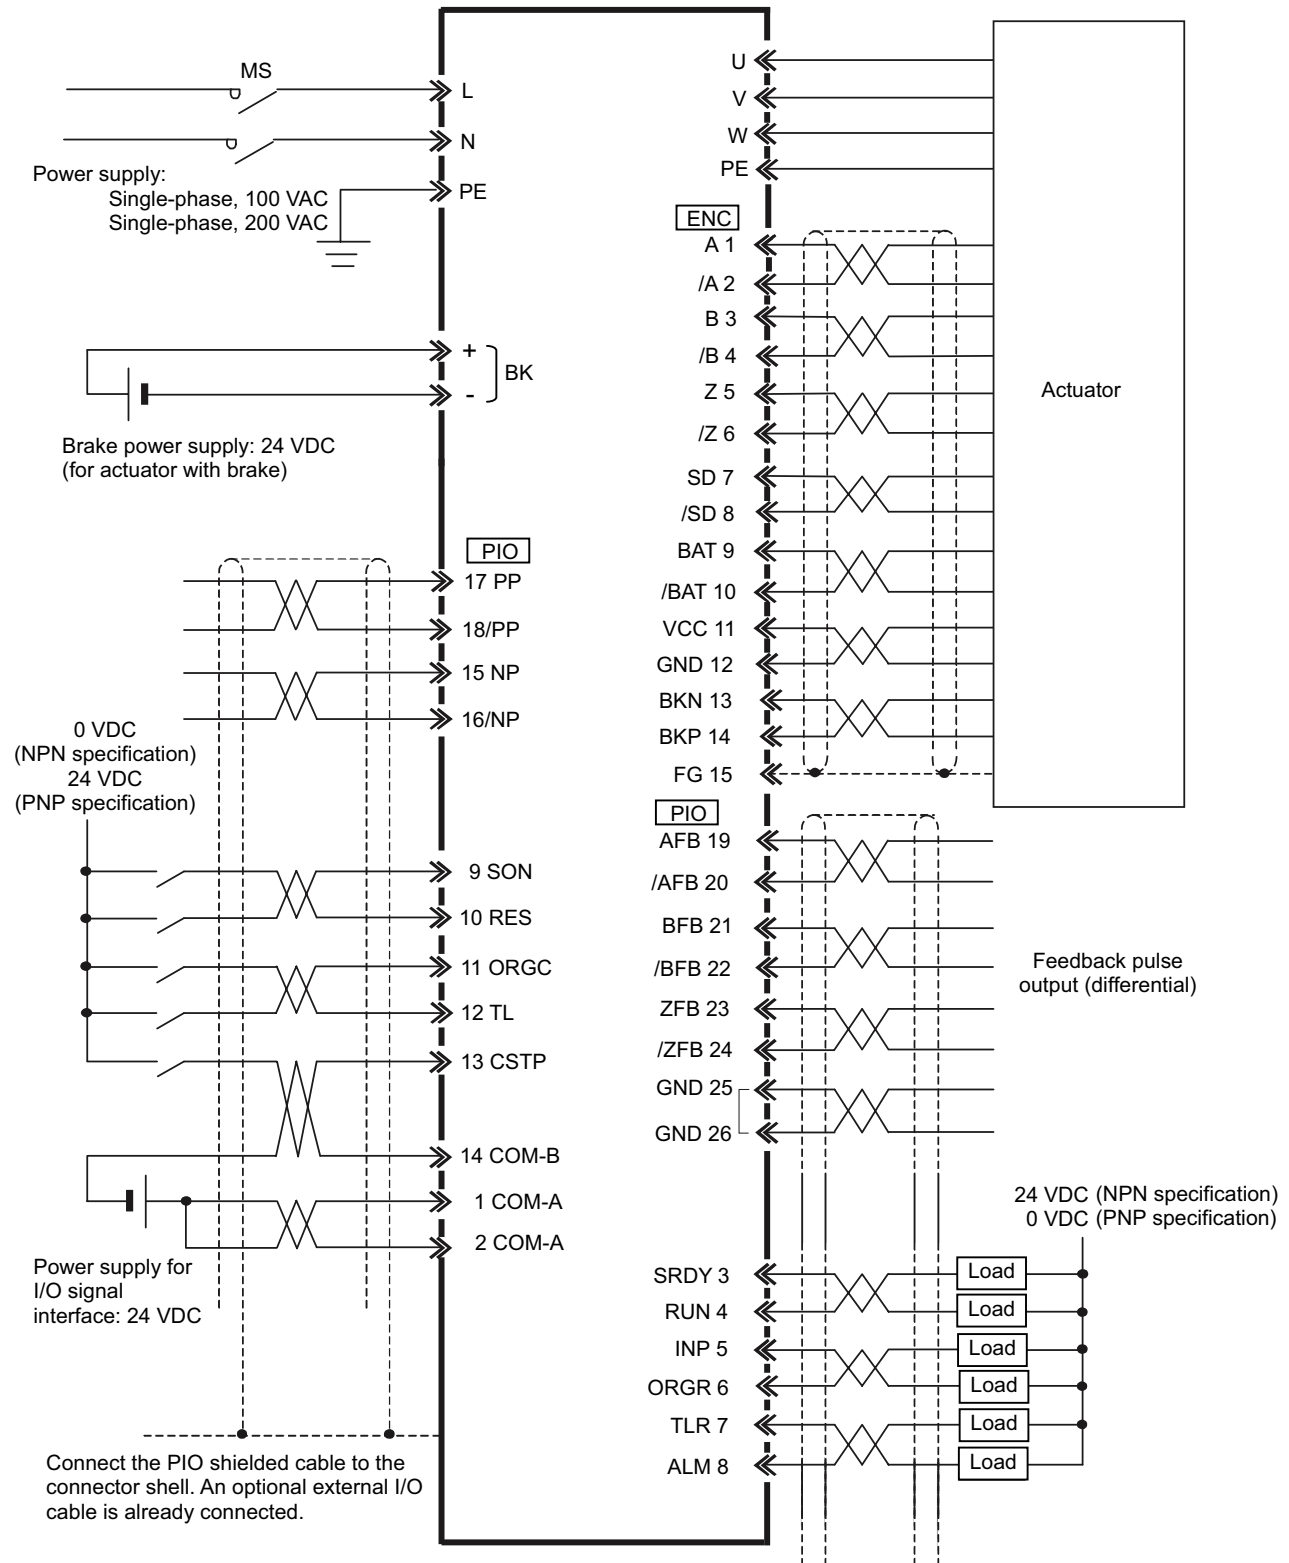 MS
L
N
Power supply:
Single-phase, 100 VAC
Single-phase, 200 VAC
PE
+
-
BK
Brake power supply: 24 VDC
(for actuator with brake)
PIO
17 PP
18/PP
15 NP
16/NP
0 VDC
(NPN specification)
24 VDC
(PNP specification)
9 SON
10 RES
11 ORGC
12 TL
13 CSTP
14 COM-B
1 COM-A
2 COM-A
Power supply for
I/O signal
interface: 24 VDC
Connect the PIO shielded cable to the
connector shell. An optional external I/O
cable is already connected.
U
V
W
PE
ENC
A 1
/A 2
B 3
/B 4
Z 5
/Z 6
SD 7
/SD 8
BAT 9
/BAT 10
VCC 11
GND 12
BKN 13
BKP 14
FG 15
Actuator
PIO
AFB 19
/AFB 20
BFB 21
/BFB 22
ZFB 23
/ZFB 24
GND 25
GND 26
Feedback pulse
output (differential)
24 VDC (NPN specification)
0 VDC (PNP specification)
SRDY 3
Load
RUN 4
Load
INP 5
Load
ORGR 6
Load
TLR 7
Load
ALM 8
Load